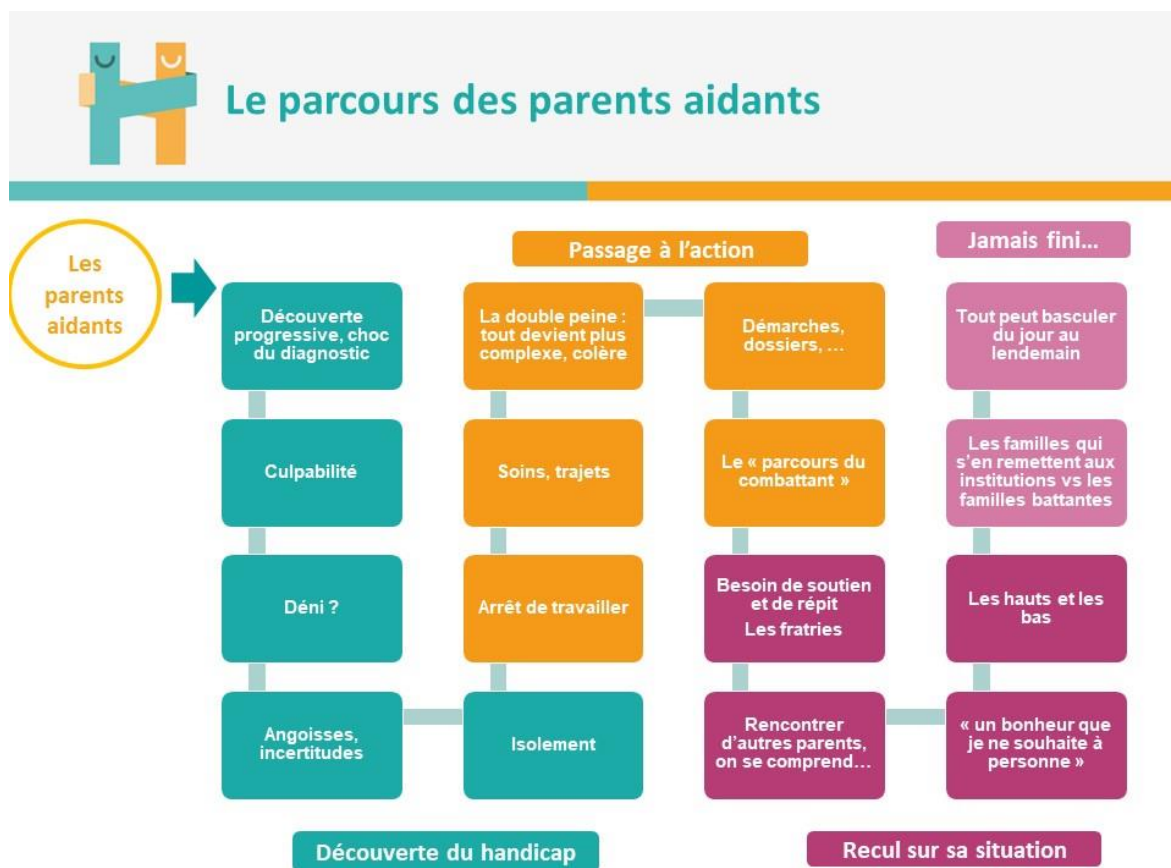 Le parcours des parents aidants
Les
parents
aidants
Passage à l'action
Jamais fini...
Découverte
progressive, choc
du diagnostic
Culpabilité
Déni ?
Angoisses,
incertitudes
Isolement
Arrêt de travailler
Soins, trajets
La double peine :
tout devient plus
complexe, colère
Démarches,
dossiers, ...
Le « parcours du
combattant »
Besoin de soutien
et de répit
Les fratries
Rencontrer
d'autres parents,
on se comprend...
« un bonheur que
je ne souhaite à
personne »
Les hauts et les
bas
Les familles qui
s'en remettent aux
institutions vs les
familles battantes
Tout peut basculer
du jour au
lendemain
Découverte du handicap
Recul sur sa situation